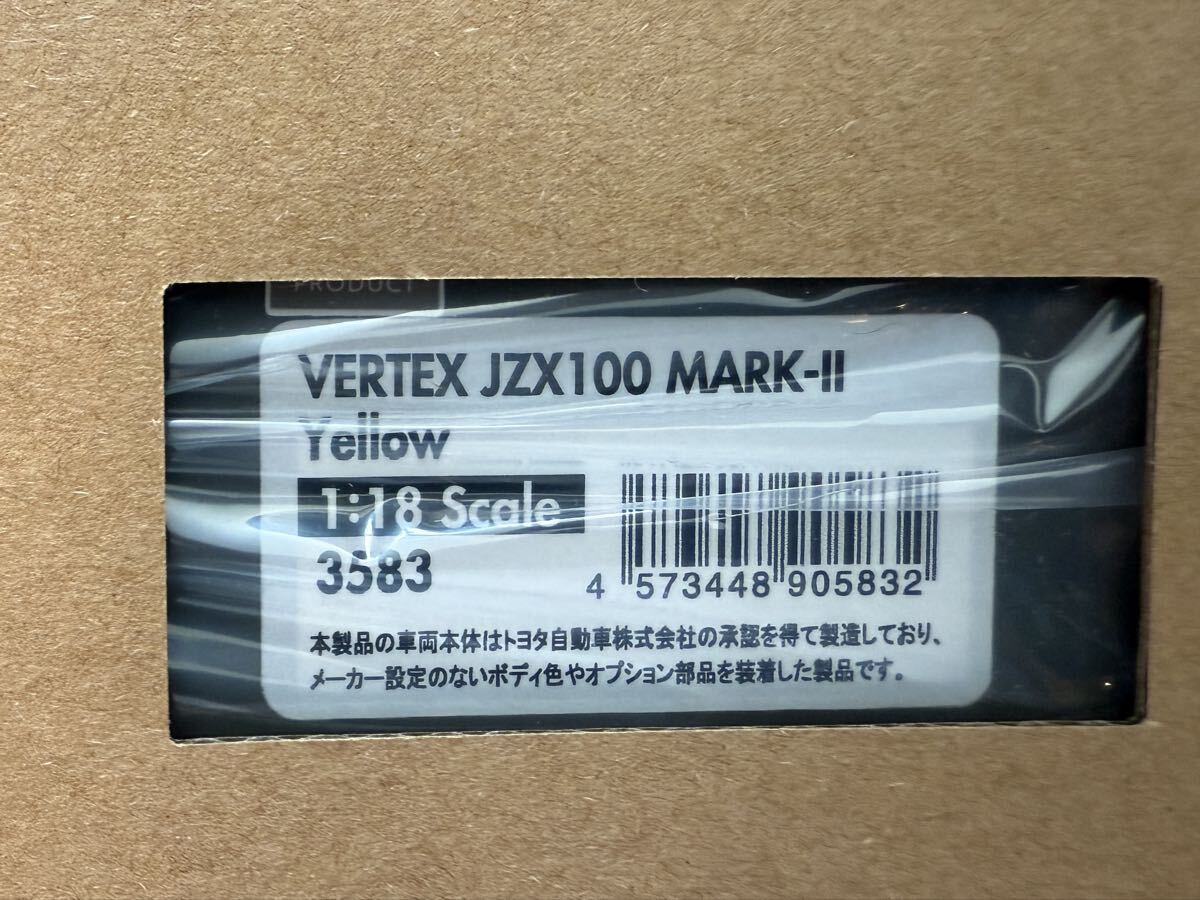 PRODUCT
VERTEX JZX100 MARK-II
Yellow
1:18 Scale
3583
4 573448 905832
本製品の車両本体はトヨタ自動車株式会社の承認を得て製造しており、
メーカー設定のないボディ色やオプション部品を装着した製品です。